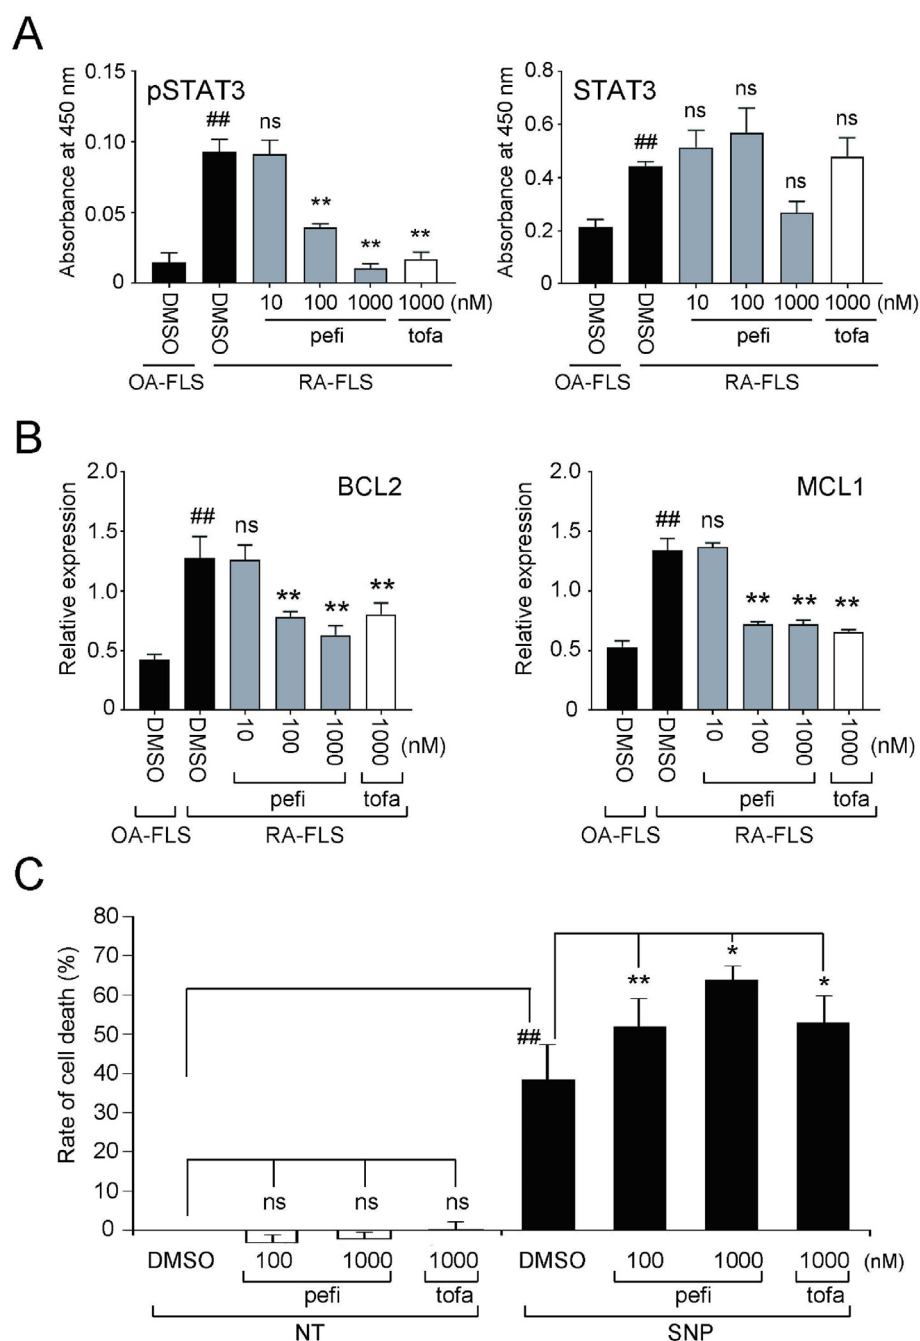 A
pSTAT3
Absorbance at 450 nm
0.15
0.10
0.05
0
## ns ** ** **
DMSO DMSO 10 100 1000 1000 (nM)
pefi tofa
OA-FLS RA-FLS
STAT3
Absorbance at 450 nm
0.8
0.6
0.4
0.2
0
## ns ns ns ns
DMSO DMSO 10 100 1000 1000 (nM)
pefi tofa
OA-FLS RA-FLS
B
BCL2
Relative expression
2.0
1.5
1.0
0.5
0
## ns ** ** **
DMSO DMSO 10 100 1000 1000 (nM)
pefi tofa
OA-FLS RA-FLS
MCL1
Relative expression
2.0
1.5
1.0
0.5
0
## ns ** ** **
DMSO DMSO 10 100 1000 1000 (nM)
pefi tofa
OA-FLS RA-FLS
C
Rate of cell death (%)
80
70
60
50
40
30
20
10
0
ns ns ns ## ** * *
DMSO 100 1000 1000 DMSO 100 1000 1000 (nM)
pefi tofa pefi tofa
NT SNP